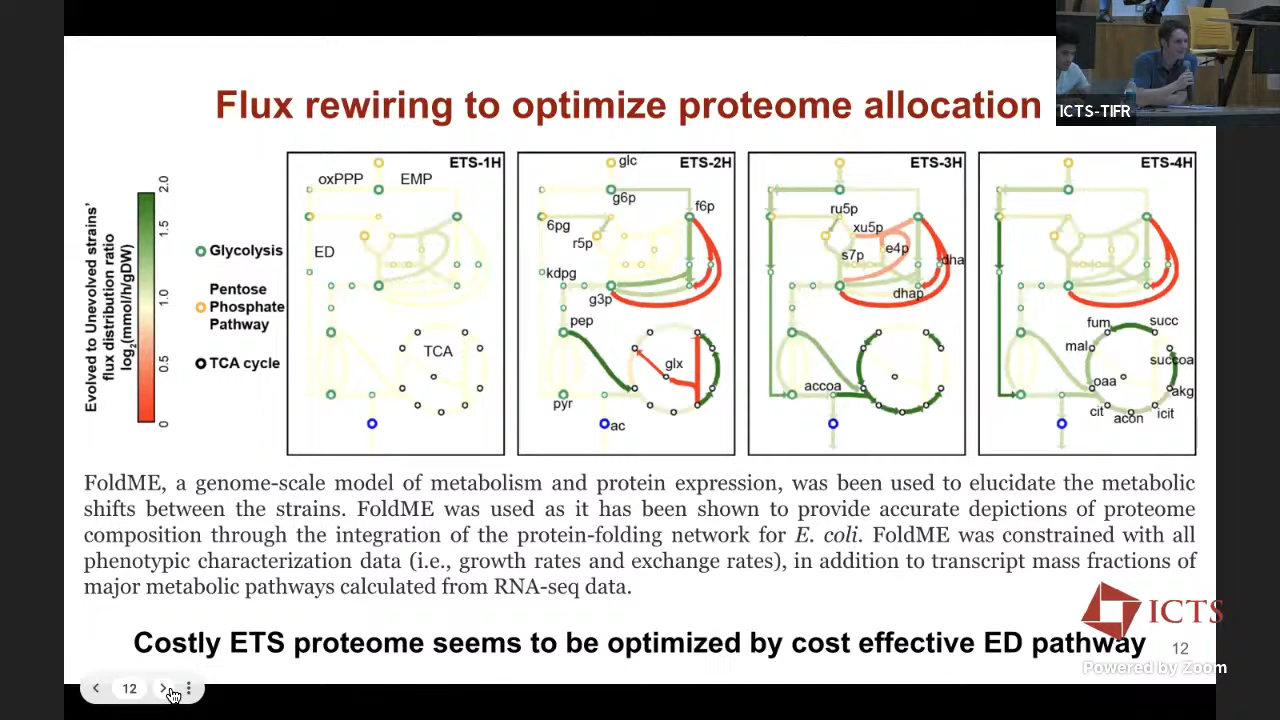 Flux rewiring to optimize proteome allocation
ICTS-TIFR
Evolved to Unevolved strains'
flux distribution ratio
log2(mmol/h/gDW)
2.0
1.5
1.0
0.5
0
Glycolysis
Pentose
Phosphate
Pathway
TCA cycle
ETS-1H
oxPPP
EMP
ED
TCA
ETS-2H
glc
g6p
f6p
6pg
r5p
kdpg
g3p
pep
glx
pyr
ac
ETS-3H
ru5p
xu5p
s7p
e4p
dha
dhap
accoa
ETS-4H
fum
succ
mal
succoa
oaa
akg
cit
acon
icit
FoldME, a genome-scale model of metabolism and protein expression, was been used to elucidate the metabolic
shifts between the strains. FoldME was used as it has been shown to provide accurate depictions of proteome
composition through the integration of the protein-folding network for E. coli. FoldME was constrained with all
phenotypic characterization data (i.e., growth rates and exchange rates), in addition to transcript mass fractions of
major metabolic pathways calculated from RNA-seq data.
ICTS
Costly ETS proteome seems to be optimized by cost effective ED pathway
12
Powered by Zoom
12